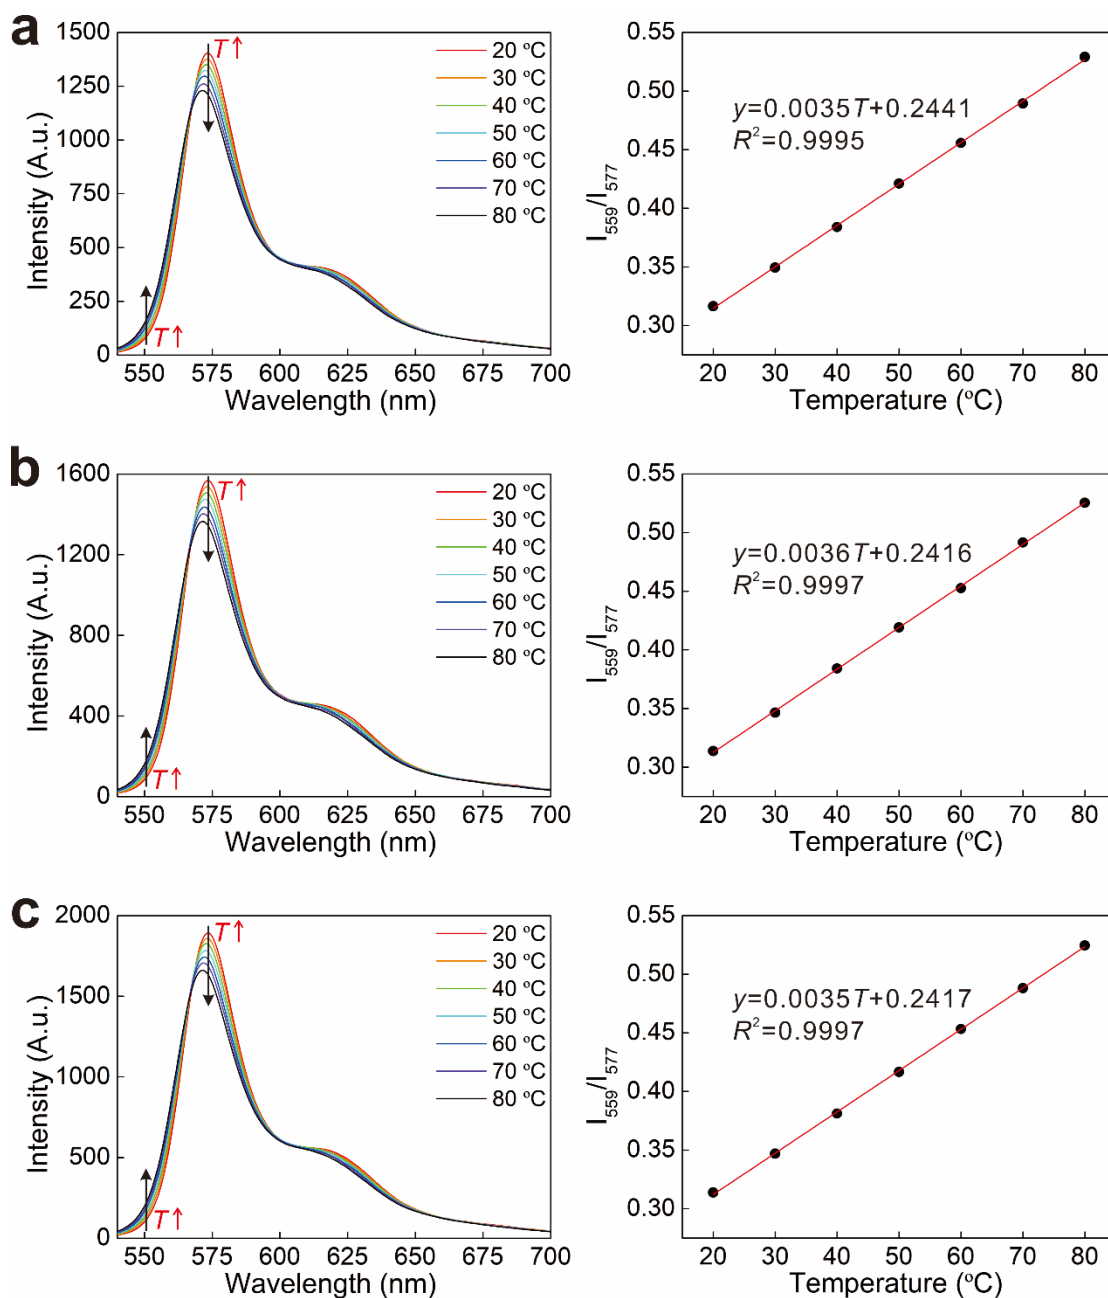 a
1500
1250
1000
750
500
250
0
Intensity (A.u.)
T↑
T↑
20 ºC
30 ºC
40 ºC
50 ºC
60 ºC
70 ºC
80 ºC
550 575 600 625 650 675 700
Wavelength (nm)
0.50
0.45
0.40
0.35
0.30
I559/I577
y=0.0035T+0.2441
R²=0.9995
20 30 40 50 60 70 80
Temperature (ºC)
b
1600
1200
800
400
0
Intensity (A.u.)
T↑
T↑
20 ºC
30 ºC
40 ºC
50 ºC
60 ºC
70 ºC
80 ºC
550 575 600 625 650 675 700
Wavelength (nm)
0.55
0.50
0.45
0.40
0.35
0.30
I559/I577
y=0.0036T+0.2416
R²=0.9997
20 30 40 50 60 70 80
Temperature (ºC)
c
2000
1500
1000
500
0
Intensity (A.u.)
T↑
T↑
20 ºC
30 ºC
40 ºC
50 ºC
60 ºC
70 ºC
80 ºC
550 575 600 625 650 675 700
Wavelength (nm)
0.55
0.50
0.45
0.40
0.35
0.30
I559/I577
y=0.0035T+0.2417
R²=0.9997
20 30 40 50 60 70 80
Temperature (ºC)